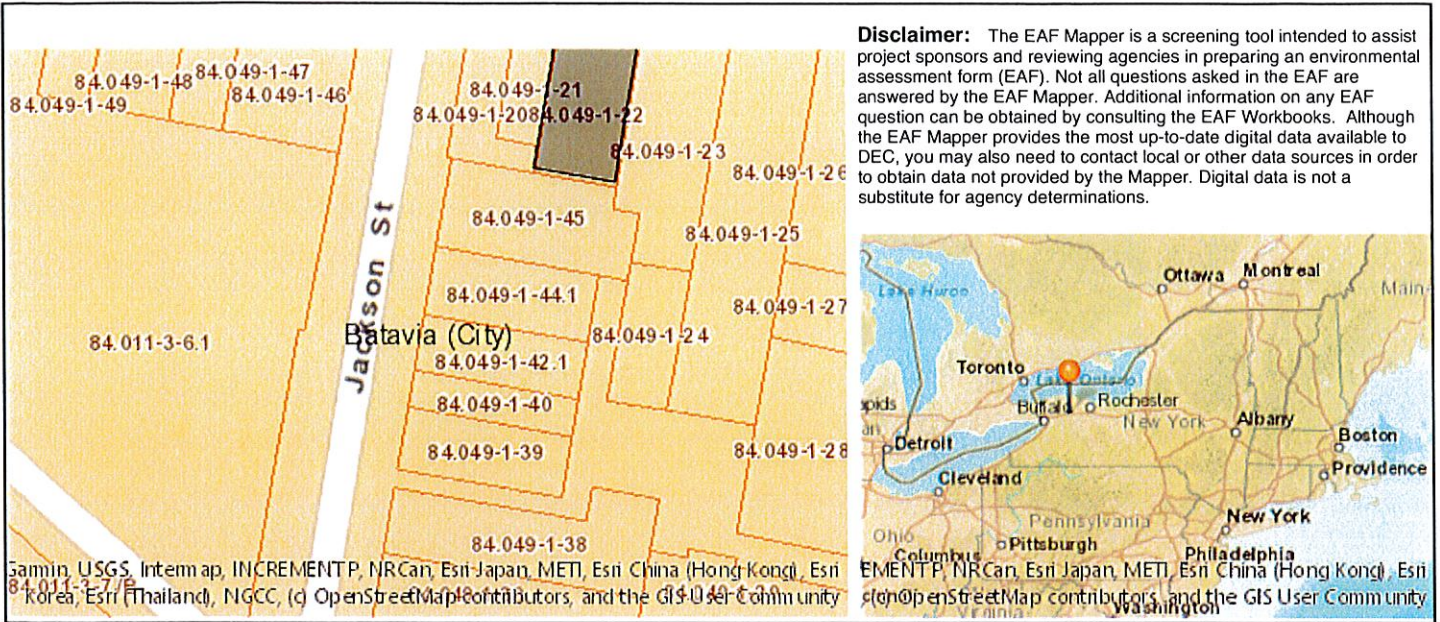 Disclaimer: The EAF Mapper is a screening tool intended to assist
project sponsors and reviewing agencies in preparing an environmental
assessment form (EAF). Not all questions asked in the EAF are
answered by the EAF Mapper. Additional information on any EAF
question can be obtained by consulting the EAF Workbooks. Although
the EAF Mapper provides the most up-to-date digital data available to
DEC, you may also need to contact local or other data sources in order
to obtain data not provided by the Mapper. Digital data is not a
substitute for agency determinations.
84.049-1-48
84.049-1-47
84.049-1-49
84.049-1-46
84.049-1-21
84.049-1-20
84.049-1-22
84.049-1-23
84.049-1-26
84.049-1-45
84.049-1-25
Jackson St
84.049-1-44.1
84.049-1-27
Batavia (City)
84.011-3-6.1
84.049-1-24
84.049-1-42.1
84.049-1-40
84.049-1-39
84.049-1-28
84.049-1-38
Garmin, USGS, Intermap, INCREMENT P, NRCan, Esri Japan, METI, Esri China (Hong Kong), Esri
Korea, Esri (Thailand), NGCC, (c) OpenStreetMap contributors, and the GIS User Community
Ottawa
Montreal
Lake Huron
Main
Toronto
Lake Ontario
apids
Buffalo
Rochester
New York
Albany
Detroit
Boston
Providence
Cleveland
New York
Pennsylvania
Ohio
Pittsburgh
Columbus
Philadelphia
EMENT P, NRCan, Esri Japan, METI, Esri China (Hong Kong), Esri
(c) OpenStreetMap contributors, and the GIS User Community
Virginia
Washington